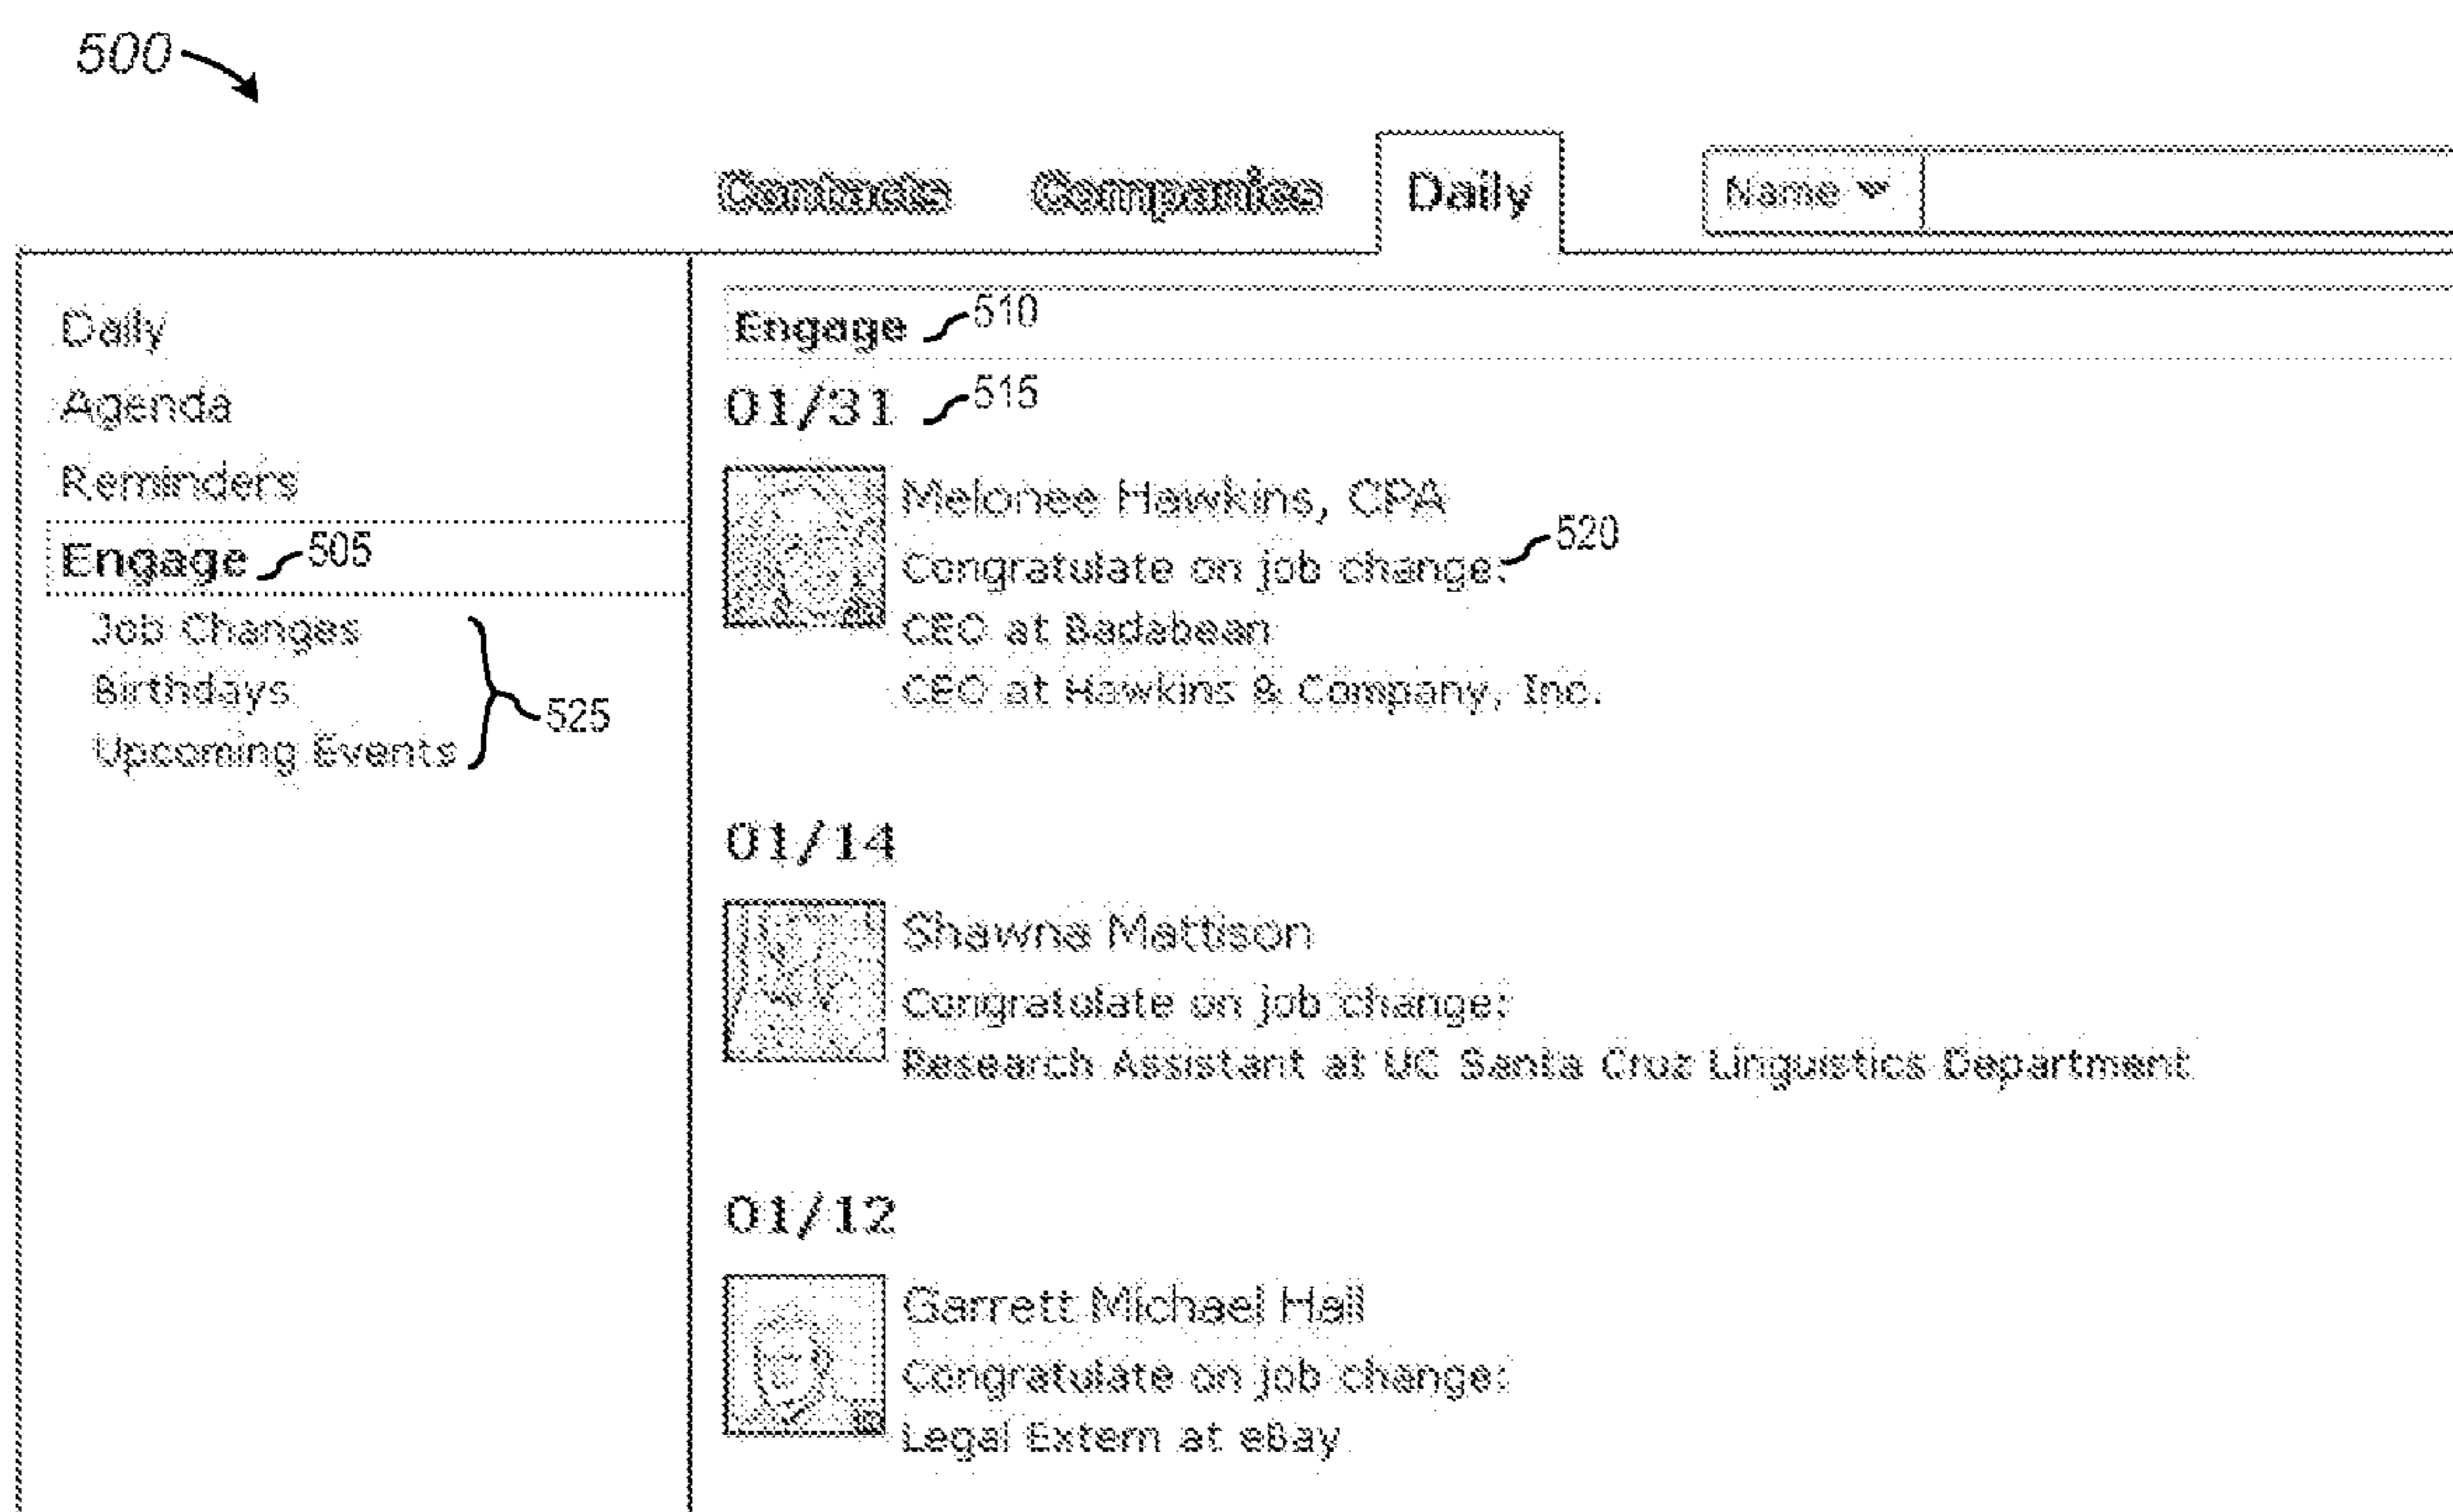 500
Contacts Companies Daily Name
Daily
Agenda
Reminders
Engage 505
Job Changes
Birthdays
Upcoming Events
525
Engage 510
01/31 515
Melonee Hawkins, CPA
Congratulate on job change: 520
CEO at Badabean
CEO at Hawkins & Company, Inc.
01/14
Shawna Mattison
Congratulate on job change:
Research Assistant at UC Santa Cruz Linguistics Department
01/12
Garrett Michael Hall
Congratulate on job change:
Legal Extern at eBay